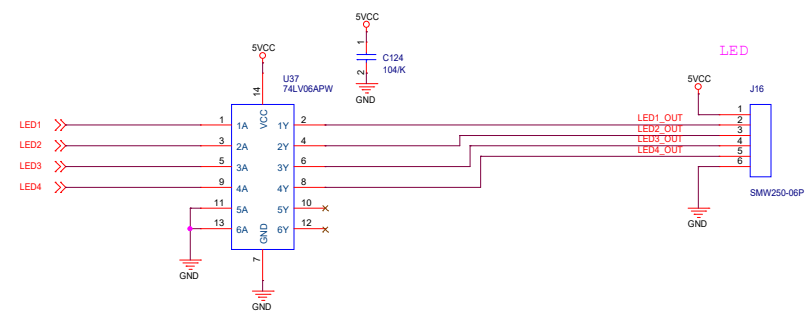 5VCC
1
C124
104/K
2
GND
LED
5VCC
U37
74LV06APW
14
VCC
LED1
1
1A
1Y
2
LED2
3
2A
2Y
4
LED3
5
3A
3Y
6
LED4
9
4A
4Y
8
11
5A
5Y
10
13
6A
6Y
12
GND
7
GND
GND
5VCC
J16
LED1_OUT
LED2_OUT
LED3_OUT
LED4_OUT
1
2
3
4
5
6
SMW250-06P
GND